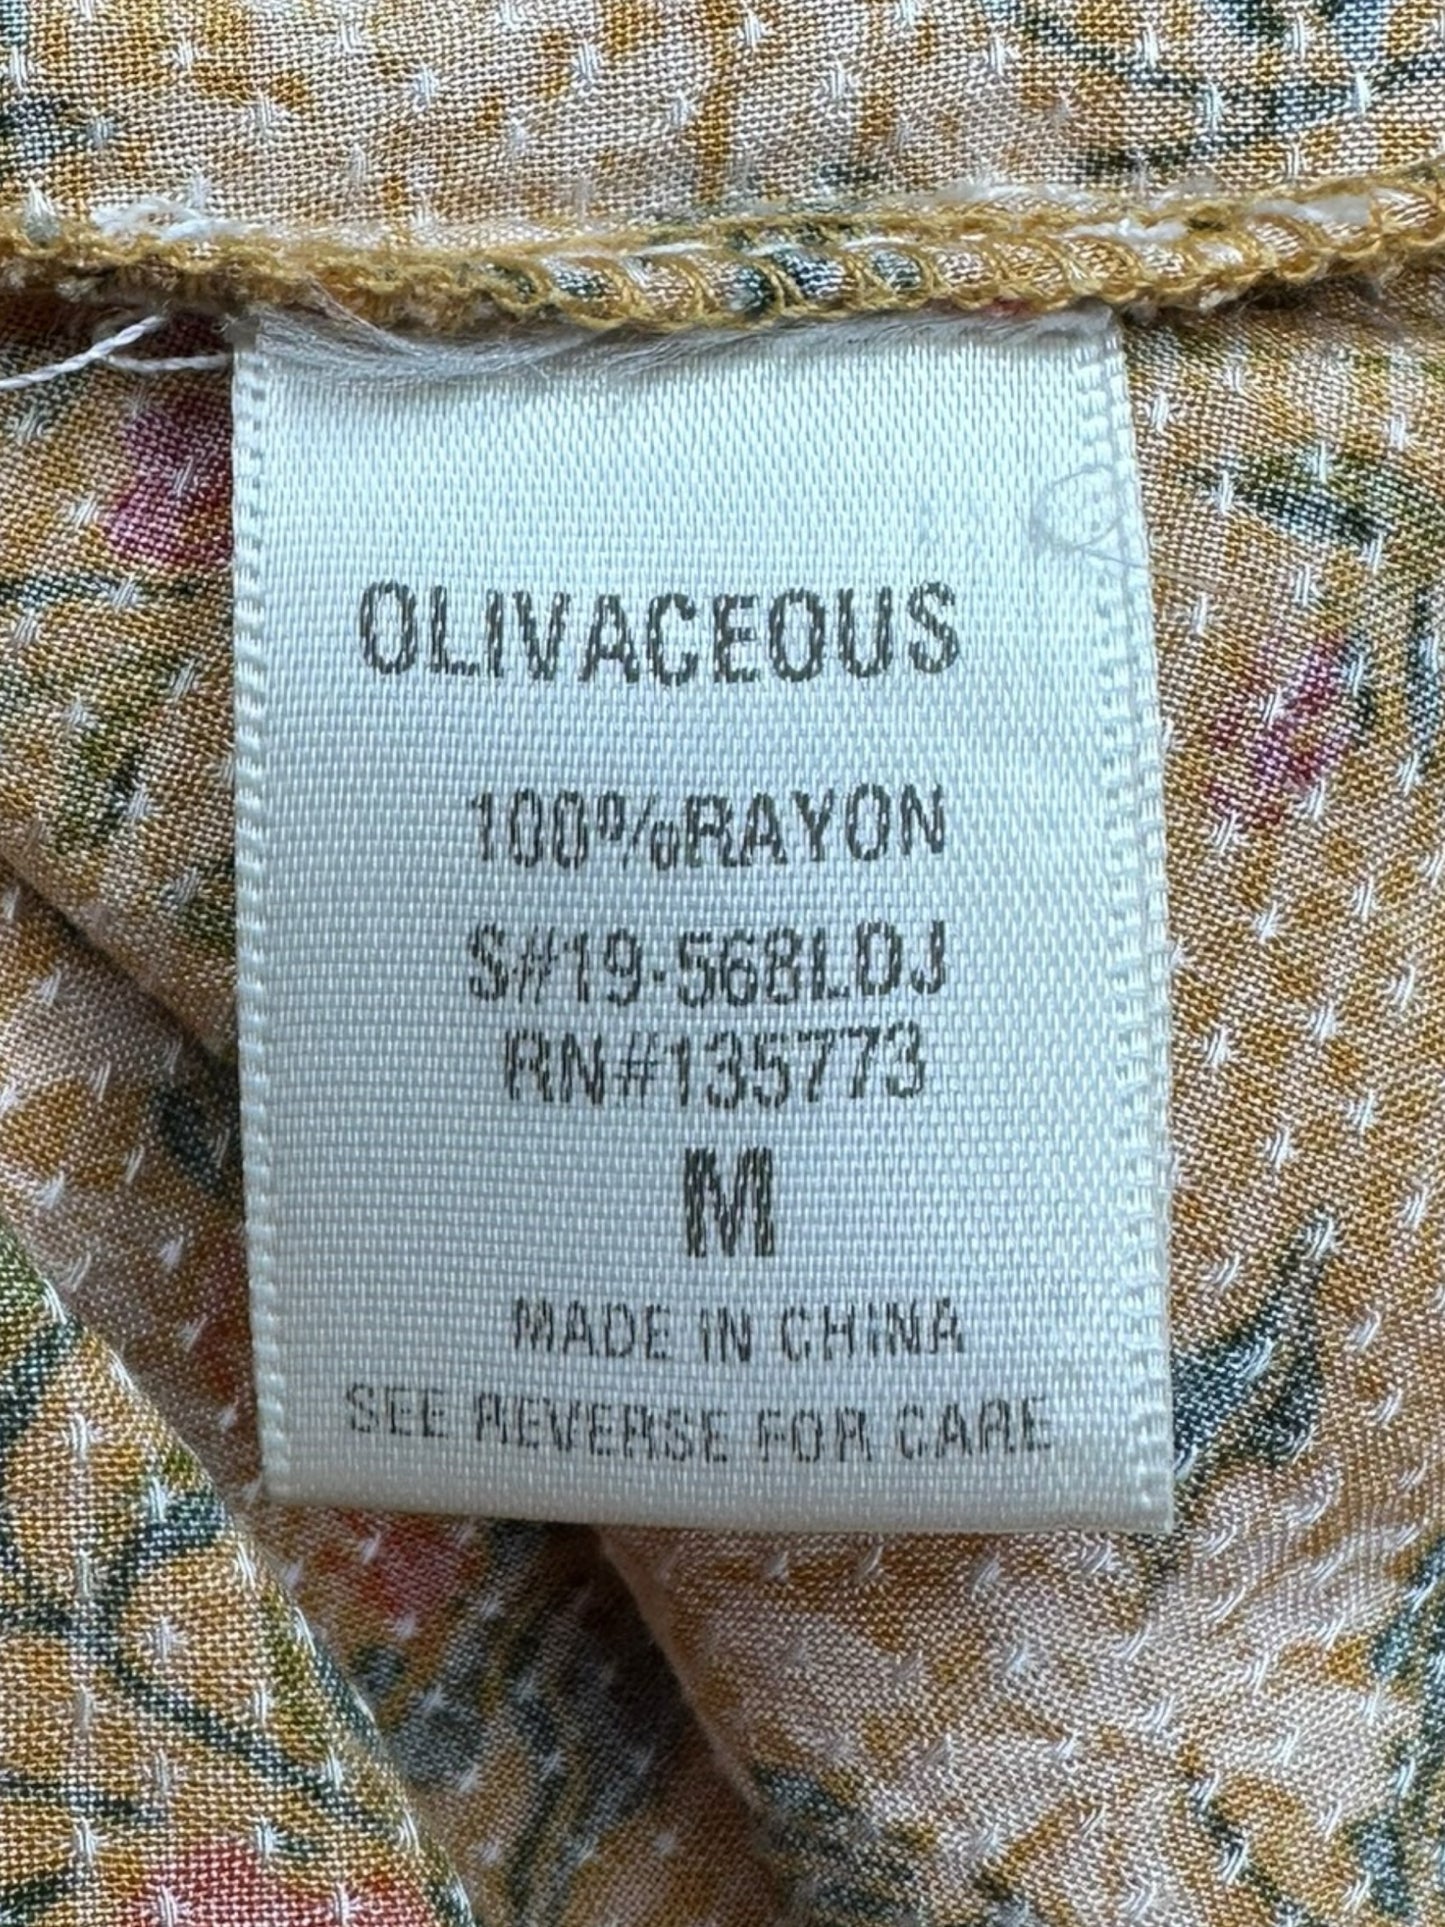 OLIVACEOUS
100%RAYON
S#19-568LDJ
RN#135773
M
MADE IN CHINA
SEE REVERSE FOR CARE